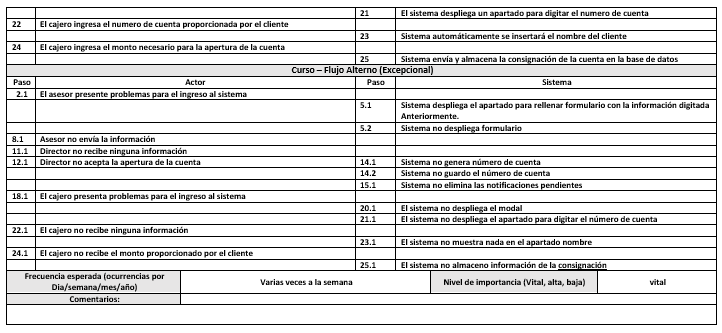 21 El sistema despliega un apartado para digitar el numero de cuenta
22 El cajero ingresa el numero de cuenta proporcionada por el cliente
23 Sistema automáticamente se insertará el nombre del cliente
24 El cajero ingresa el monto necesario para la apertura de la cuenta
25 Sistema envía y almacena la consignación de la cuenta en la base de datos
Curso – Flujo Alterno (Excepcional)
Paso Actor Paso Sistema
2.1 El asesor presente problemas para el ingreso al sistema
5.1 Sistema despliega el apartado para rellenar formulario con la información digitada
Anteriormente.
5.2 Sistema no despliega formulario
8.1 Asesor no envía la información
11.1 Director no recibe ninguna información
12.1 Director no acepta la apertura de la cuenta 14.1 Sistema no genera número de cuenta
14.2 Sistema no guardo el número de cuenta
15.1 Sistema no elimina las notificaciones pendientes
18.1 El cajero presenta problemas para el ingreso al sistema
20.1 El sistema no despliega el modal
21.1 El sistema no despliega el apartado para digitar el número de cuenta
22.1 El cajero no recibe ninguna información
23.1 El sistema no muestra nada en el apartado nombre
24.1 El cajero no recibe el monto proporcionado por el cliente
25.1 El sistema no almaceno información de la consignación
Frecuencia esperada (ocurrencias por
Dia/semana/mes/año) Varias veces a la semana Nivel de importancia (Vital, alta, baja) vital
Comentarios: